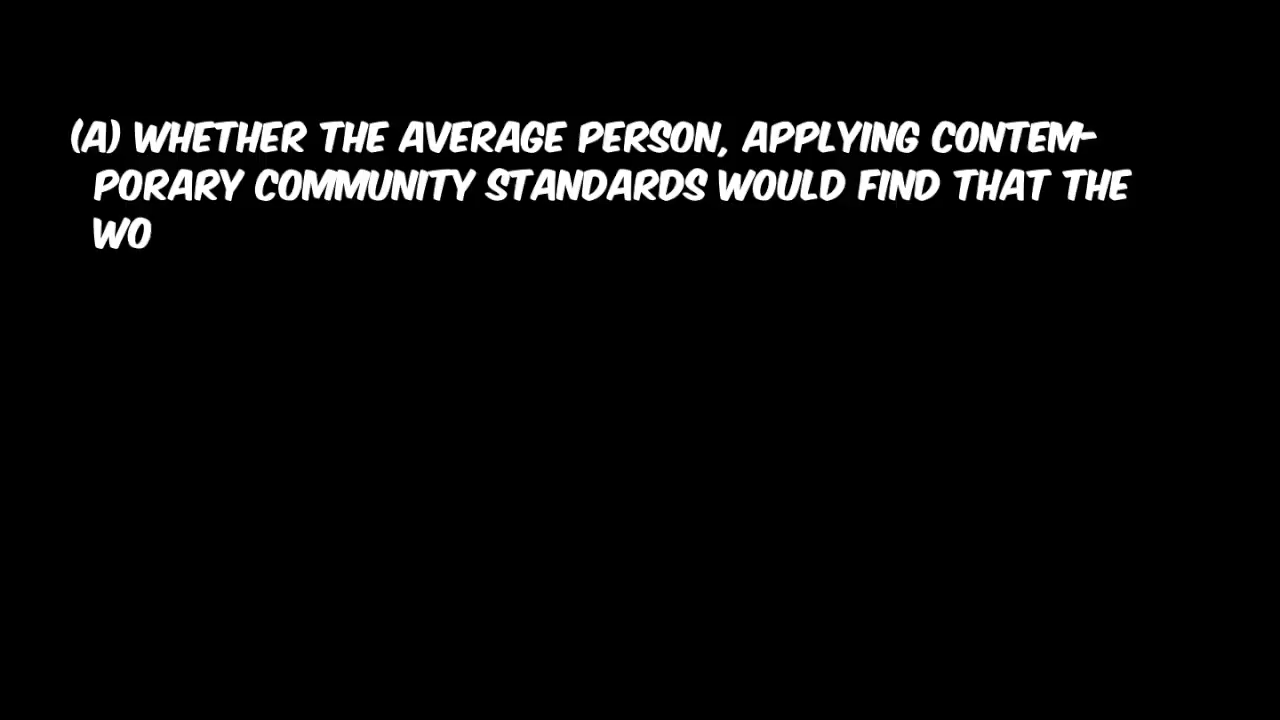 (A) WHETHER THE AVERAGE PERSON, APPLYING CONTEM-
PORARY COMMUNITY STANDARDS WOULD FIND THAT THE
WO